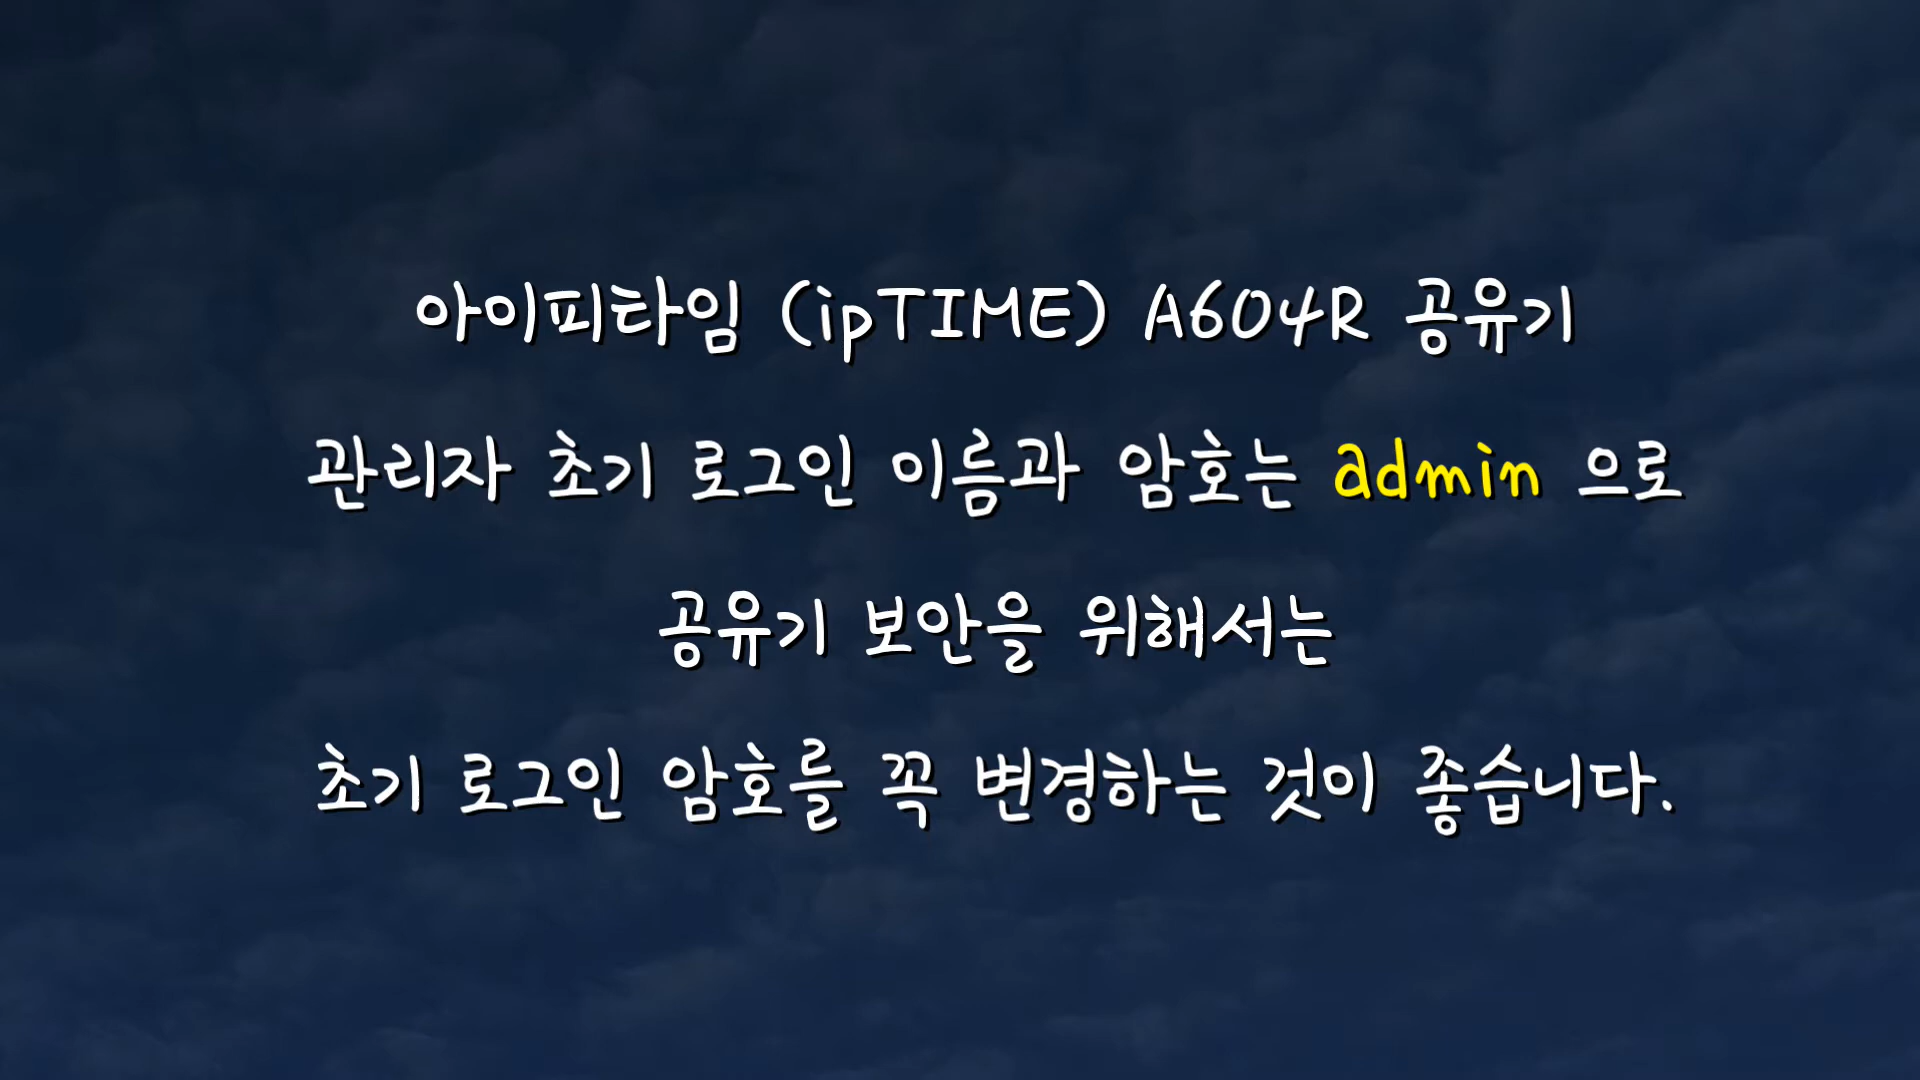 아이피타임 (ipTIME) A604R 공유기
관리자 초기 로그인 이름과 암호는 admin 으로
공유기 보안을 위해서는
초기 로그인 암호를 꼭 변경하는 것이 좋습니다.